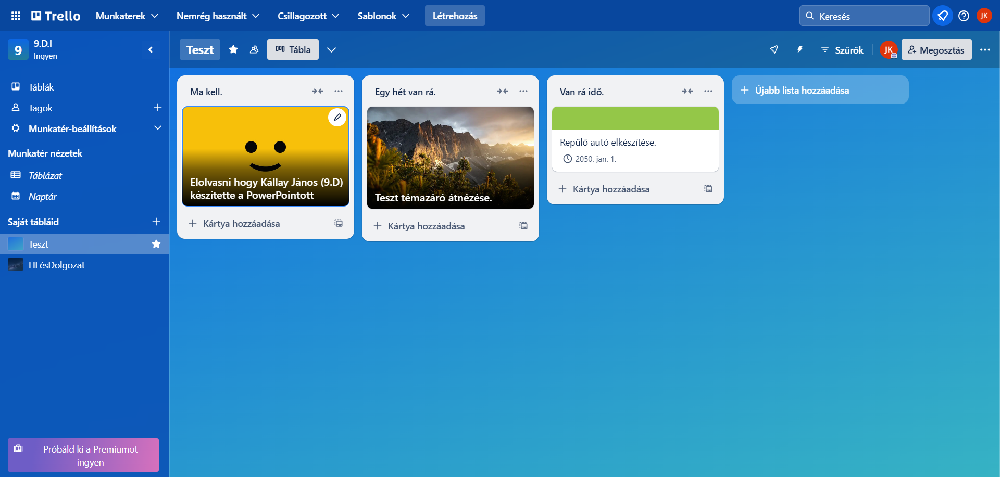 Trello
Munkaterek
Nemrég használt
Csillagozott
Sablonok
Létrehozás
Keresés
JK
9
9.D.I
Ingyen
Teszt
Tábla
Szűrők
JK
Megosztás
Táblák
Tagok
Munkatér-beállítások
Munkatér nézetek
Táblázat
Naptár
Saját tábláid
Teszt
HFésDolgozat
Próbáld ki a Premiumot
ingyen
Ma kell.
Elolvasni hogy Kállay János (9.D)
készítette a PowerPointott
Kártya hozzáadása
Egy hét van rá.
Teszt témazáró átnézése.
Kártya hozzáadása
Van rá idő.
Repülő autó elkészítése.
2050. jan. 1.
Kártya hozzáadása
Újabb lista hozzáadása